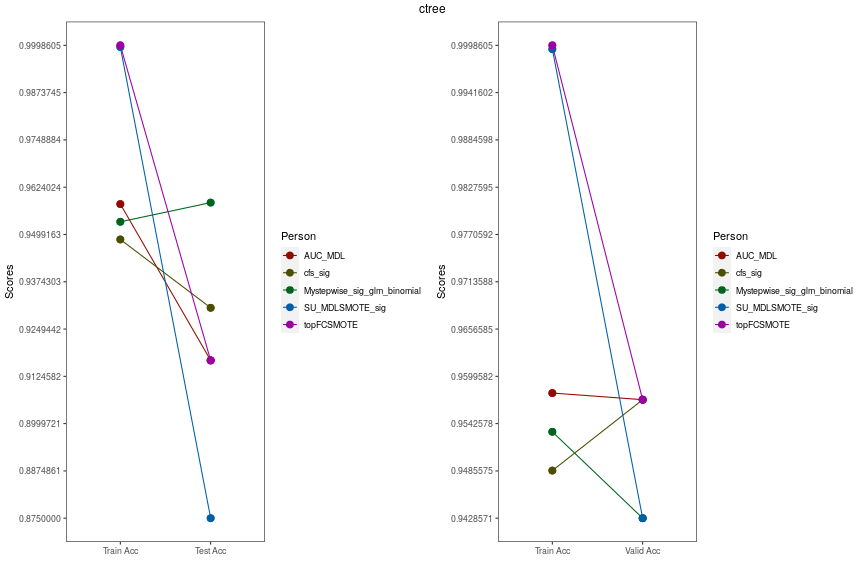 ctree
Scores
0.9998605
0.9873745
0.9748884
0.9624024
0.9499163
0.9374303
0.9249442
0.9124582
0.8999721
0.8874861
0.8750000
Train Acc
Test Acc
Person
AUC_MDL
cfs_sig
Mystepwise_sig_glm_binomial
SU_MDLSMOTE_sig
topFCSMOTE
Scores
0.9998605
0.9941602
0.9884598
0.9827595
0.9770592
0.9713588
0.9656585
0.9599582
0.9542578
0.9485575
0.9428571
Train Acc
Valid Acc
Person
AUC_MDL
cfs_sig
Mystepwise_sig_glm_binomial
SU_MDLSMOTE_sig
topFCSMOTE